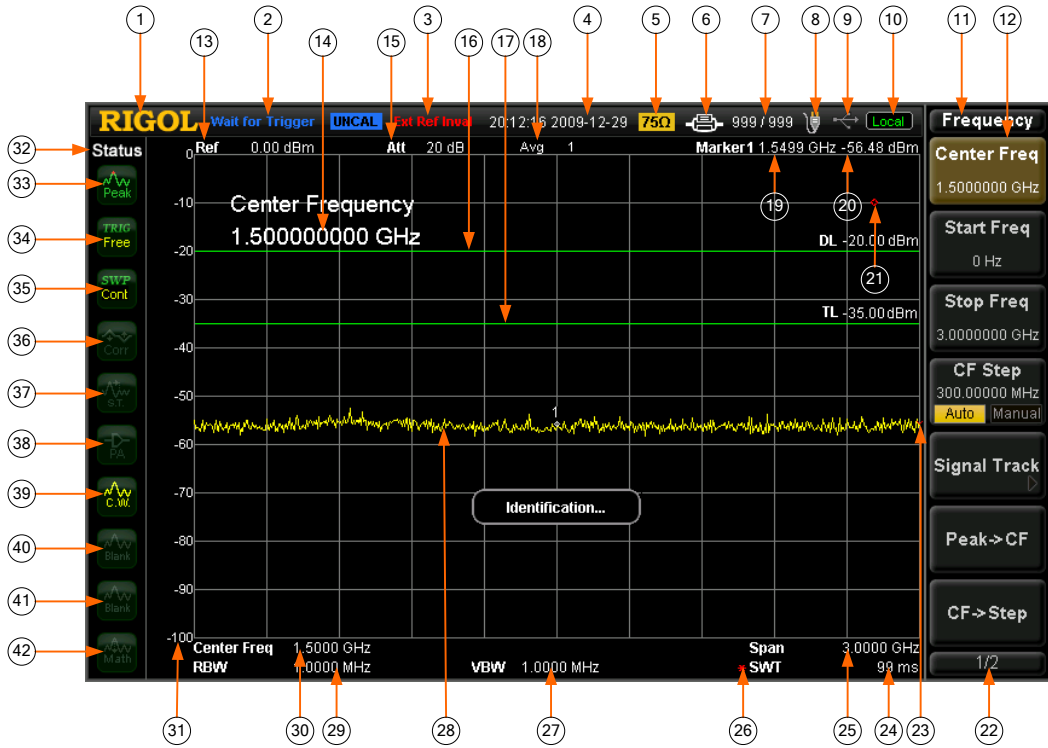 1 2 3 4 5 6 7 8 9 10 11 12
13 14 15 16 17 18
RIGOL Wait for Trigger UNCAL Ext Ref Inval 20:12:16 2009-12-29 75Ω 999 / 999 Local Frequency
32 Status Ref 0.00 dBm Att 20 dB Avg 1 Marker1 1.5499 GHz -56.48 dBm
0
Center Freq
1.5000000 GHz
33 Peak
-10
Center Frequency
1.500000000 GHz
19 20
21
34 TRIG
Free
-20
DL -20.00 dBm
Start Freq
0 Hz
35 SWP
Cont
-30
TL -35.00 dBm
Stop Freq
3.0000000 GHz
36 Corr
-40
CF Step
300.00000 MHz
Auto Manual
37 S.T.
-50
1
38 PA
-60
Signal Track
39 C.W.
-70
Identification...
40 Blank
-80
Peak->CF
41 Blank
-90
CF->Step
42 Math
-100
Center Freq 1.5000 GHz Span 3.0000 GHz
RBW 1.0000 MHz VBW 1.0000 MHz * SWT 99 ms
1/2
31 30 29 28 27 26 25 24 23 22